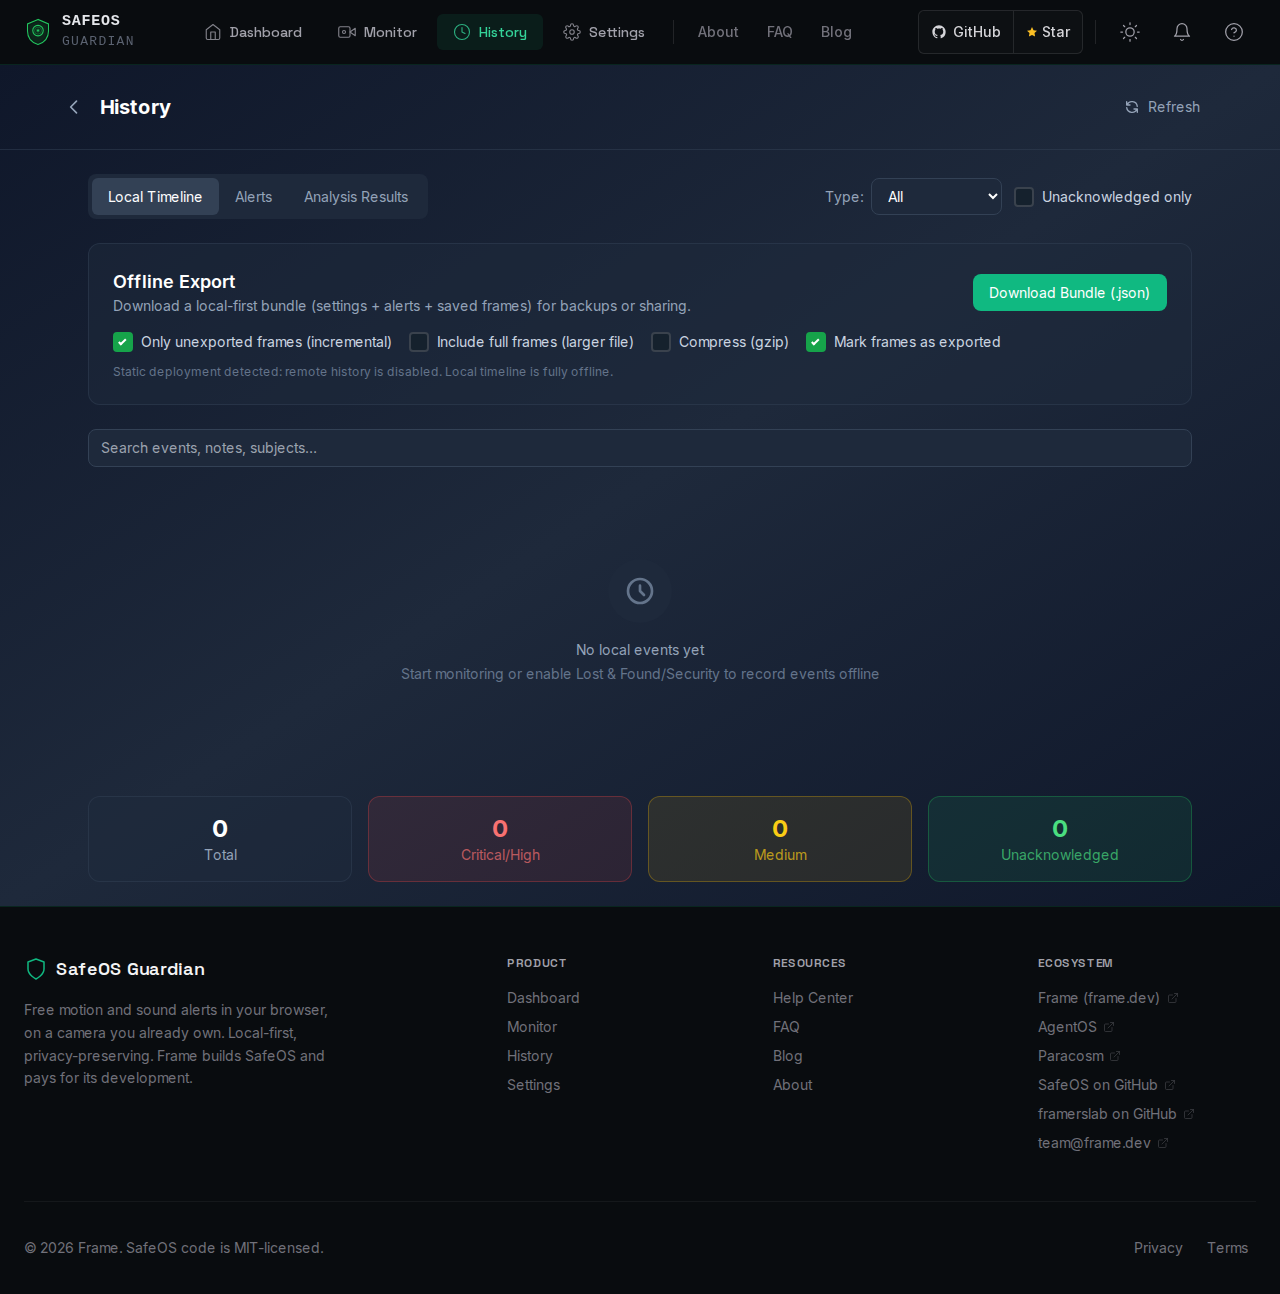 SAFEOS
GUARDIAN
Dashboard
Monitor
History
Settings
About
FAQ
Blog
GitHub
Star
History
Refresh
Local Timeline
Alerts
Analysis Results
Type:
All
Unacknowledged only
Offline Export
Download a local-first bundle (settings + alerts + saved frames) for backups or sharing.
Download Bundle (.json)
Only unexported frames (incremental)
Include full frames (larger file)
Compress (gzip)
Mark frames as exported
Static deployment detected: remote history is disabled. Local timeline is fully offline.
Search events, notes, subjects...
No local events yet
Start monitoring or enable Lost & Found/Security to record events offline
0
Total
0
Critical/High
0
Medium
0
Unacknowledged
SafeOS Guardian
Free motion and sound alerts in your browser,
on a camera you already own. Local-first,
privacy-preserving. Frame builds SafeOS and
pays for its development.
PRODUCT
Dashboard
Monitor
History
Settings
RESOURCES
Help Center
FAQ
Blog
About
ECOSYSTEM
Frame (frame.dev)
AgentOS
Paracosm
SafeOS on GitHub
framerslab on GitHub
team@frame.dev
© 2026 Frame. SafeOS code is MIT-licensed.
Privacy
Terms